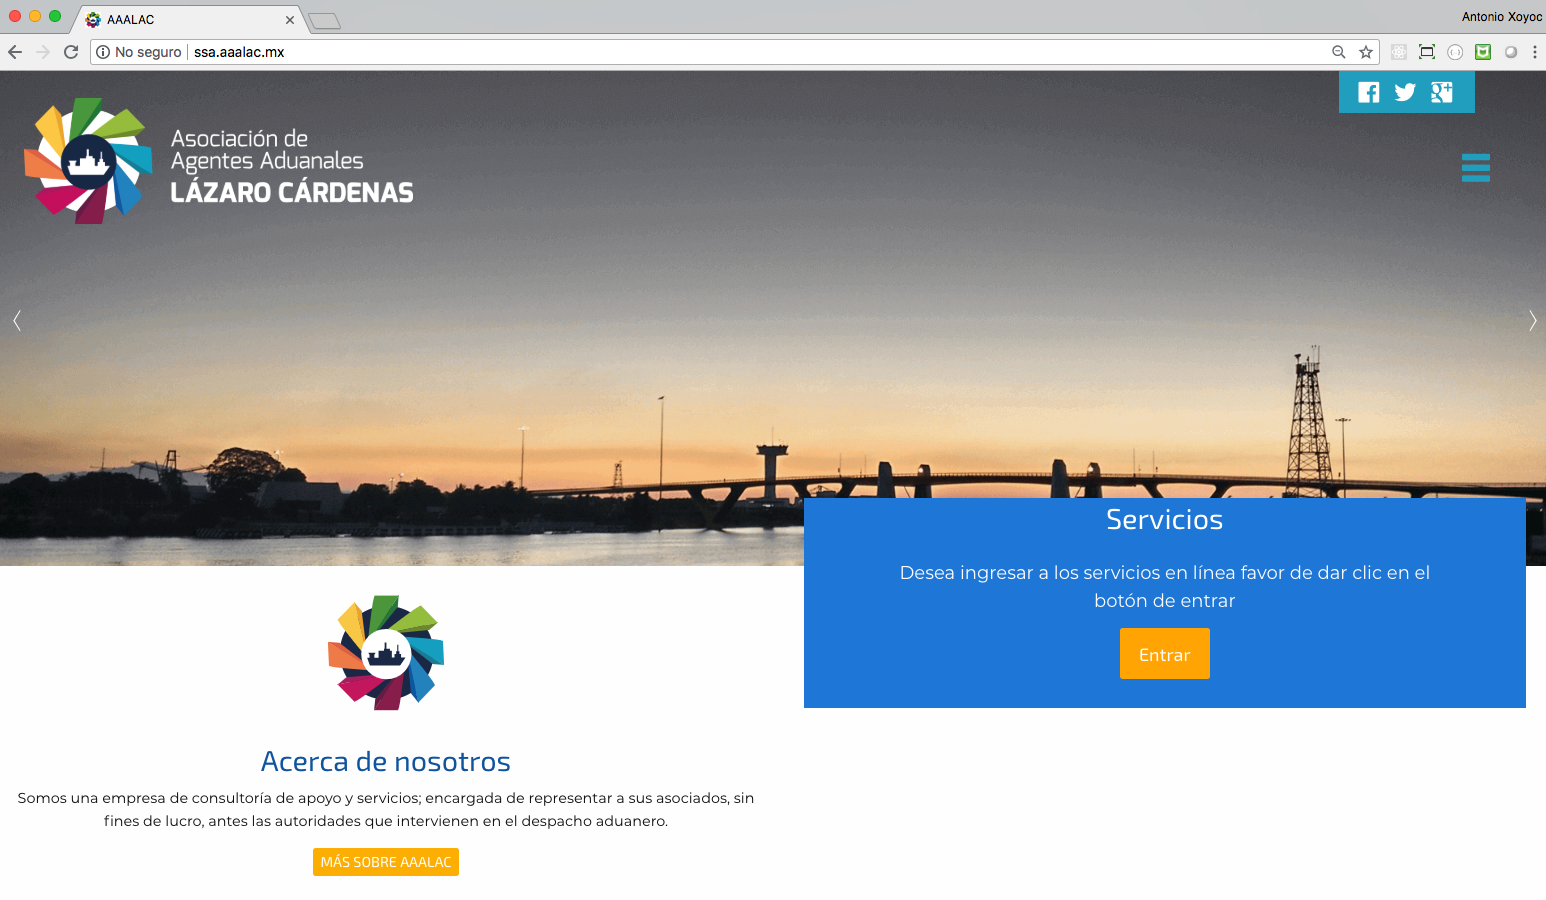 AAALAC
Antonio Xoyoc
No seguro
ssa.aaalac.mx
Asociación de
Agentes Aduanales
LÁZARO CÁRDENAS
Servicios
Desea ingresar a los servicios en línea favor de dar clic en el
botón de entrar
Entrar
Acerca de nosotros
Somos una empresa de consultoría de apoyo y servicios; encargada de representar a sus asociados, sin
fines de lucro, antes las autoridades que intervienen en el despacho aduanero.
MÁS SOBRE AAALAC